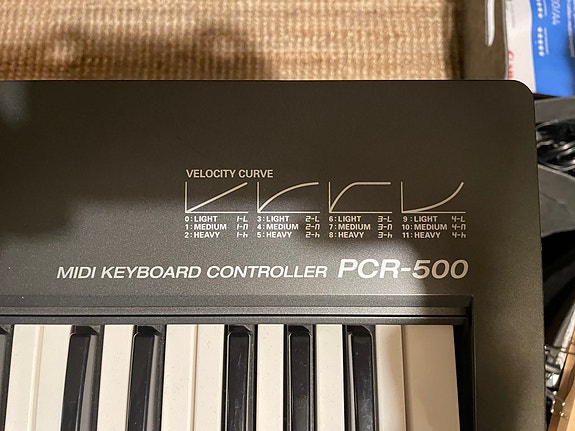 VELOCITY CURVE
0: LIGHT 1-L 3: LIGHT 2-L 6: LIGHT 3-L 9: LIGHT 4-L
1: MEDIUM 1-n 4: MEDIUM 2-n 7: MEDIUM 3-n 10: MEDIUM 4-n
2: HEAVY 1-h 5: HEAVY 2-h 8: HEAVY 3-h 11: HEAVY 4-h
MIDI KEYBOARD CONTROLLER PCR-500